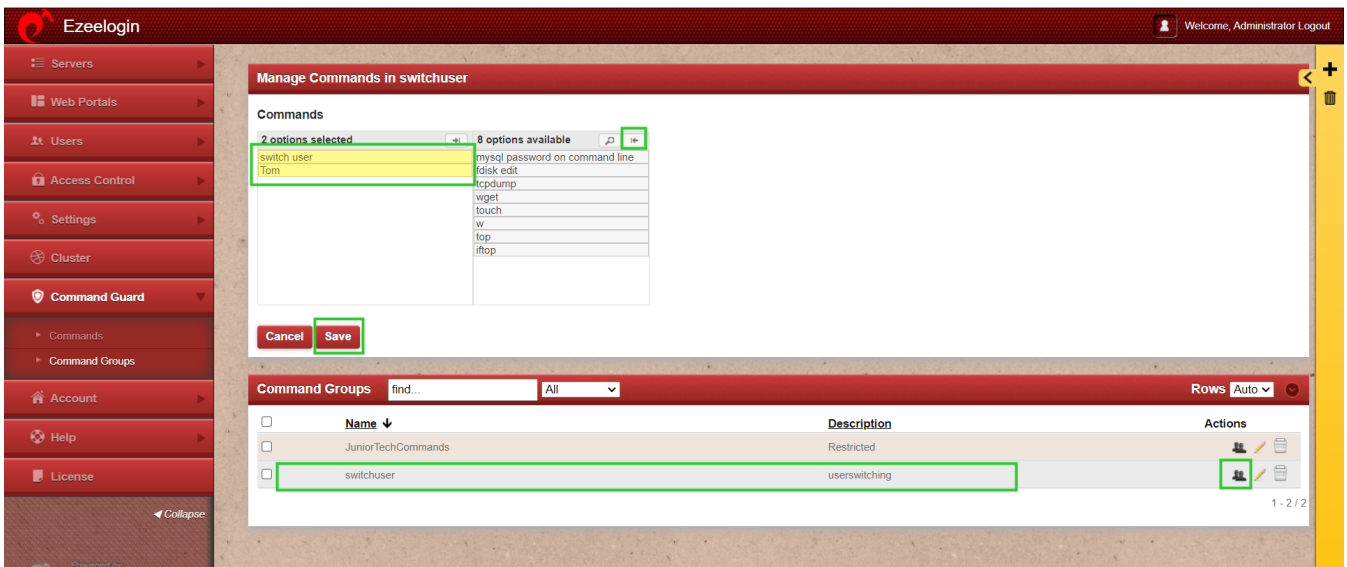 Ezeelogin
Welcome, Administrator Logout
Servers
Web Portals
Users
Access Control
Settings
Cluster
Command Guard
Commands
Command Groups
Account
Help
License
Collapse
Powered by
Manage Commands in switchuser
Commands
2 options selected
switch user
Tom
8 options available
mysql password on command line
fdisk edit
tcpdump
wget
touch
w
top
iftop
Cancel
Save
Command Groups find... All Rows Auto
Name Description Actions
JuniorTechCommands Restricted
switchuser userswitching
1 - 2 / 2